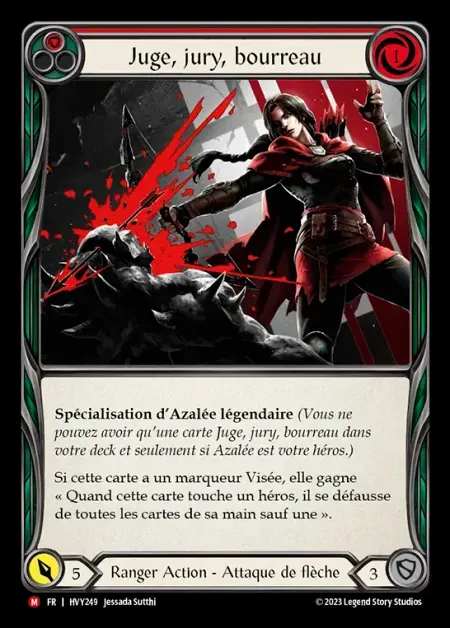 Juge, jury, bourreau
1
Spécialisation d'Azalée légendaire (Vous ne
pouvez avoir qu'une carte Juge, jury, bourreau dans
votre deck et seulement si Azalée est votre héros.)
Si cette carte a un marqueur Visée, elle gagne
« Quand cette carte touche un héros, il se défausse
de toutes les cartes de sa main sauf une ».
5
Ranger Action - Attaque de flèche
3
M FR | HVY249 Jessada Sutthi
© 2023 Legend Story Studios